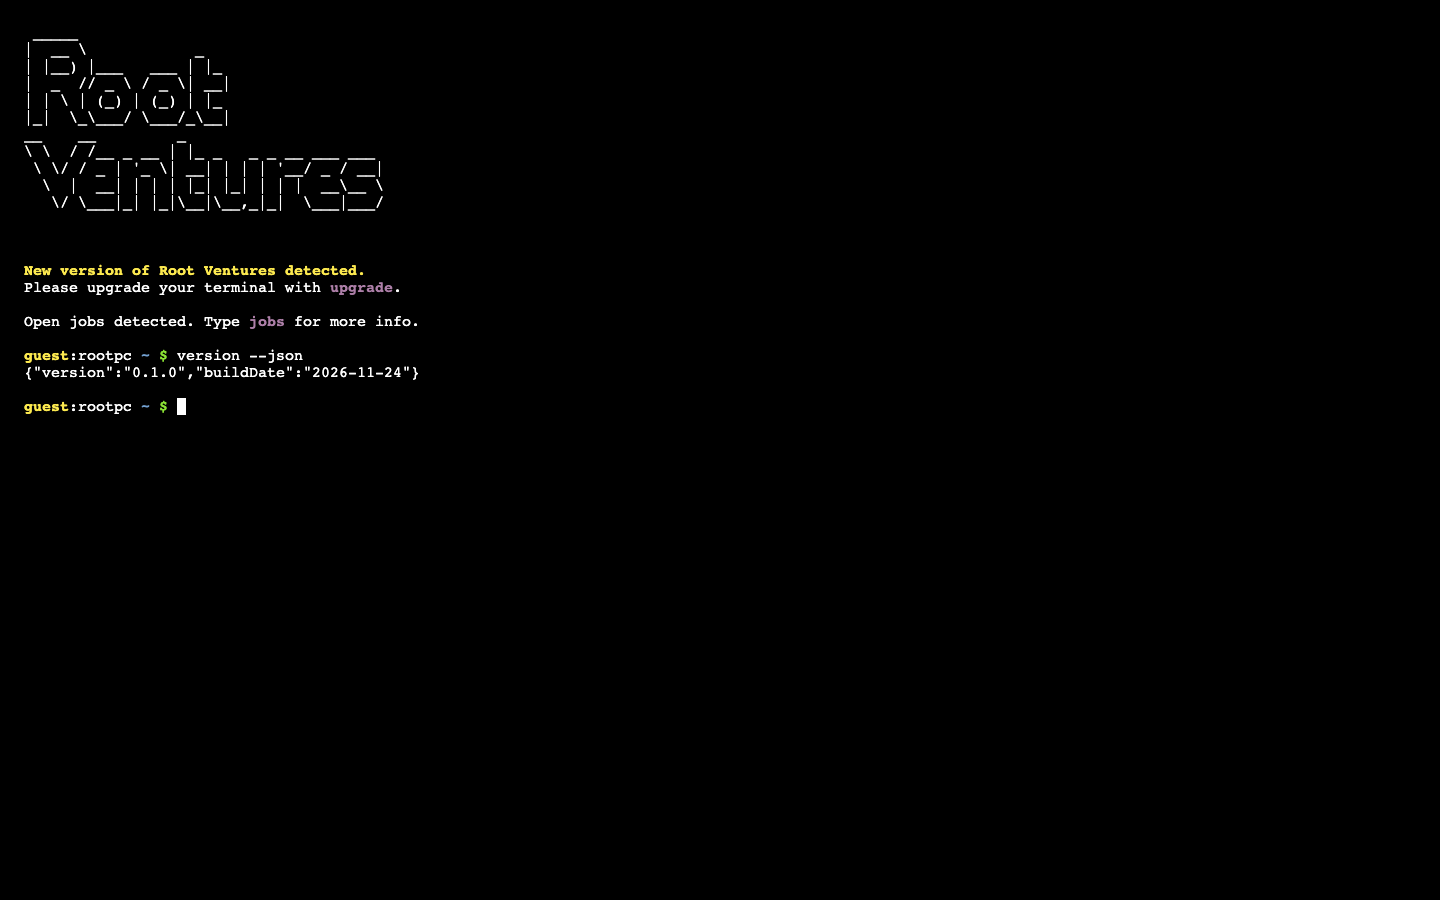 Root
Ventures
New version of Root Ventures detected.
Please upgrade your terminal with upgrade.
Open jobs detected. Type jobs for more info.
guest:rootpc ~ $ version --json
{"version":"0.1.0","buildDate":"2026-11-24"}
guest:rootpc ~ $